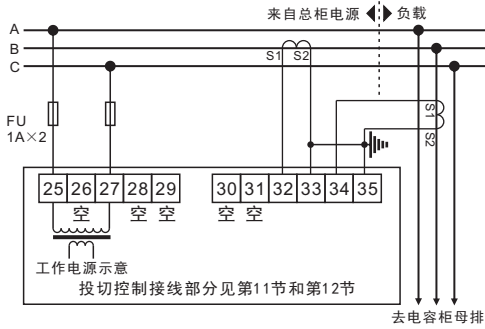 来自总柜电源 负载
A
B
C
S1 S2
S1 S2
FU
1A×2
25 26 27 28 29 30 31 32 33 34 35
空 空 空 空 空
工作电源示意
投切控制接线部分见第11节和第12节
去电容柜母排